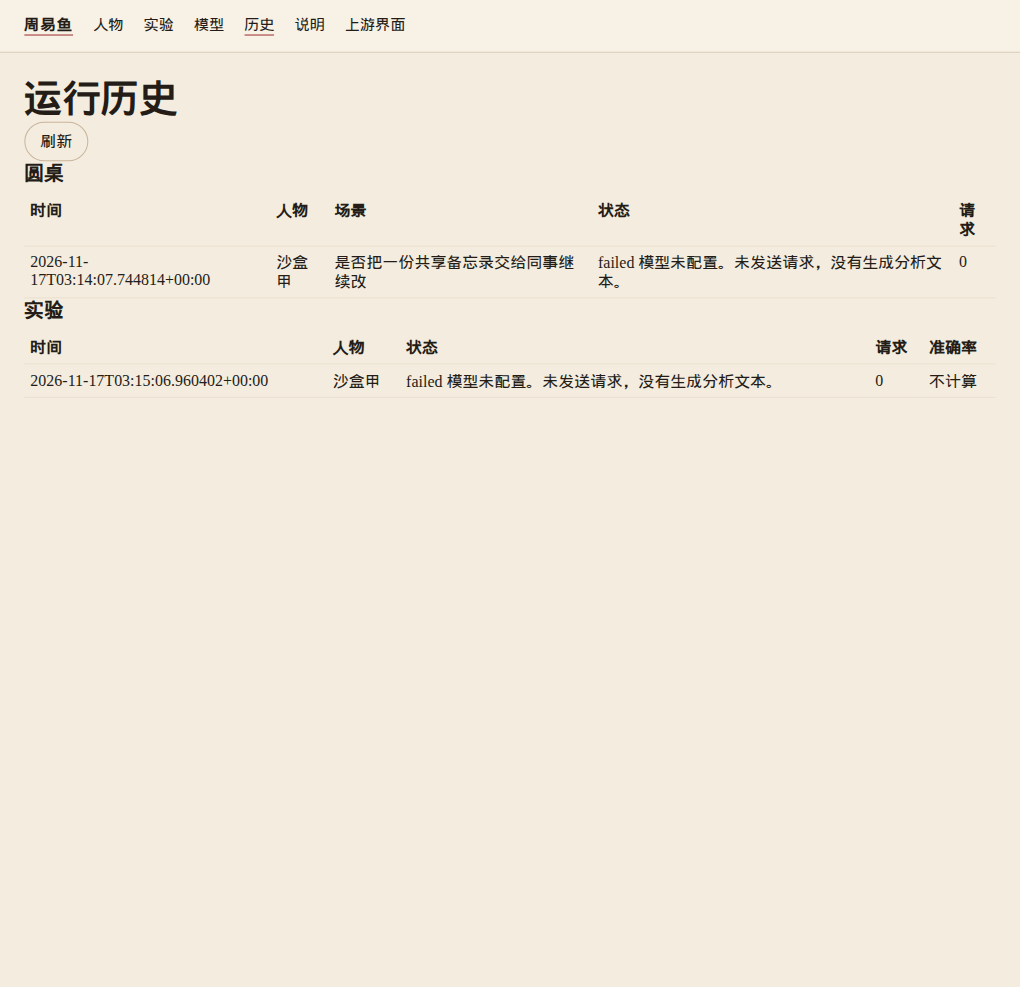 周易鱼 人物 实验 模型 历史 说明 上游界面
运行历史
刷新
圆桌
时间 人物 场景 状态 请
求
2026-11- 沙盒 是否把一份共享备忘录交给同事继 failed 模型未配置。未发送请求，没有生成分析文 0
17T03:14:07.744814+00:00 甲 续改 本。
实验
时间 人物 状态 请求 准确率
2026-11-17T03:15:06.960402+00:00 沙盒甲 failed 模型未配置。未发送请求，没有生成分析文本。 0 不计算